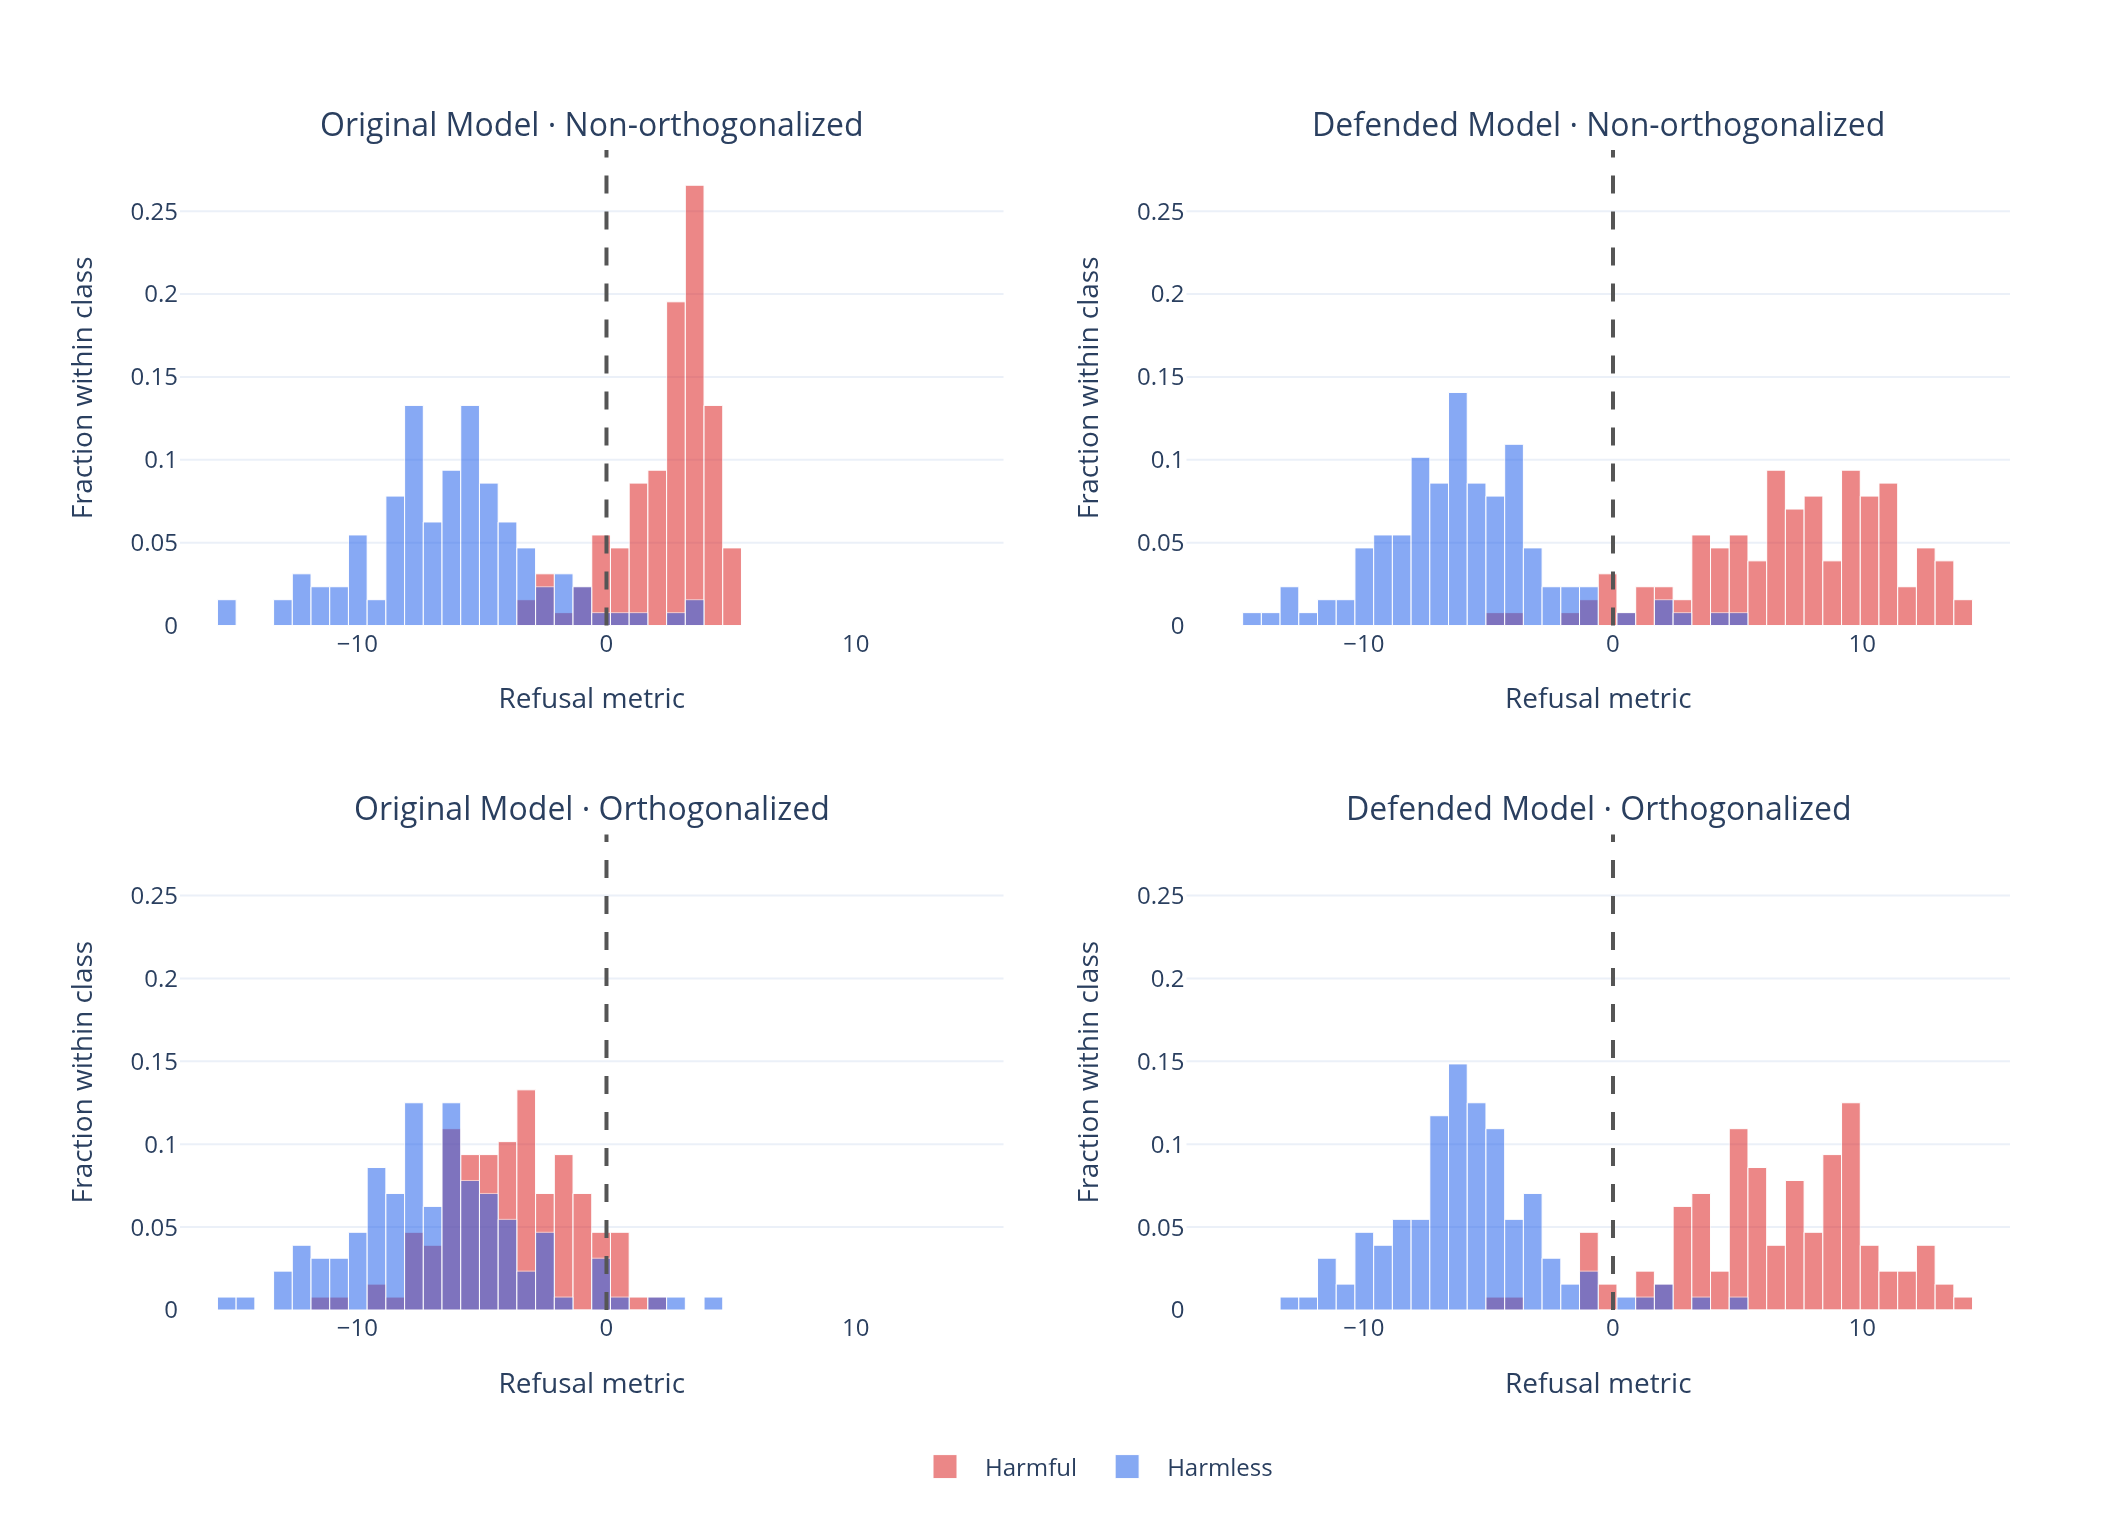 Original Model · Non-orthogonalized
Fraction within class
0.25
0.2
0.15
0.1
0.05
0
−10
0
10
Refusal metric
Defended Model · Non-orthogonalized
Fraction within class
0.25
0.2
0.15
0.1
0.05
0
−10
0
10
Refusal metric
Original Model · Orthogonalized
Fraction within class
0.25
0.2
0.15
0.1
0.05
0
−10
0
10
Refusal metric
Defended Model · Orthogonalized
Fraction within class
0.25
0.2
0.15
0.1
0.05
0
−10
0
10
Refusal metric
Harmful
Harmless